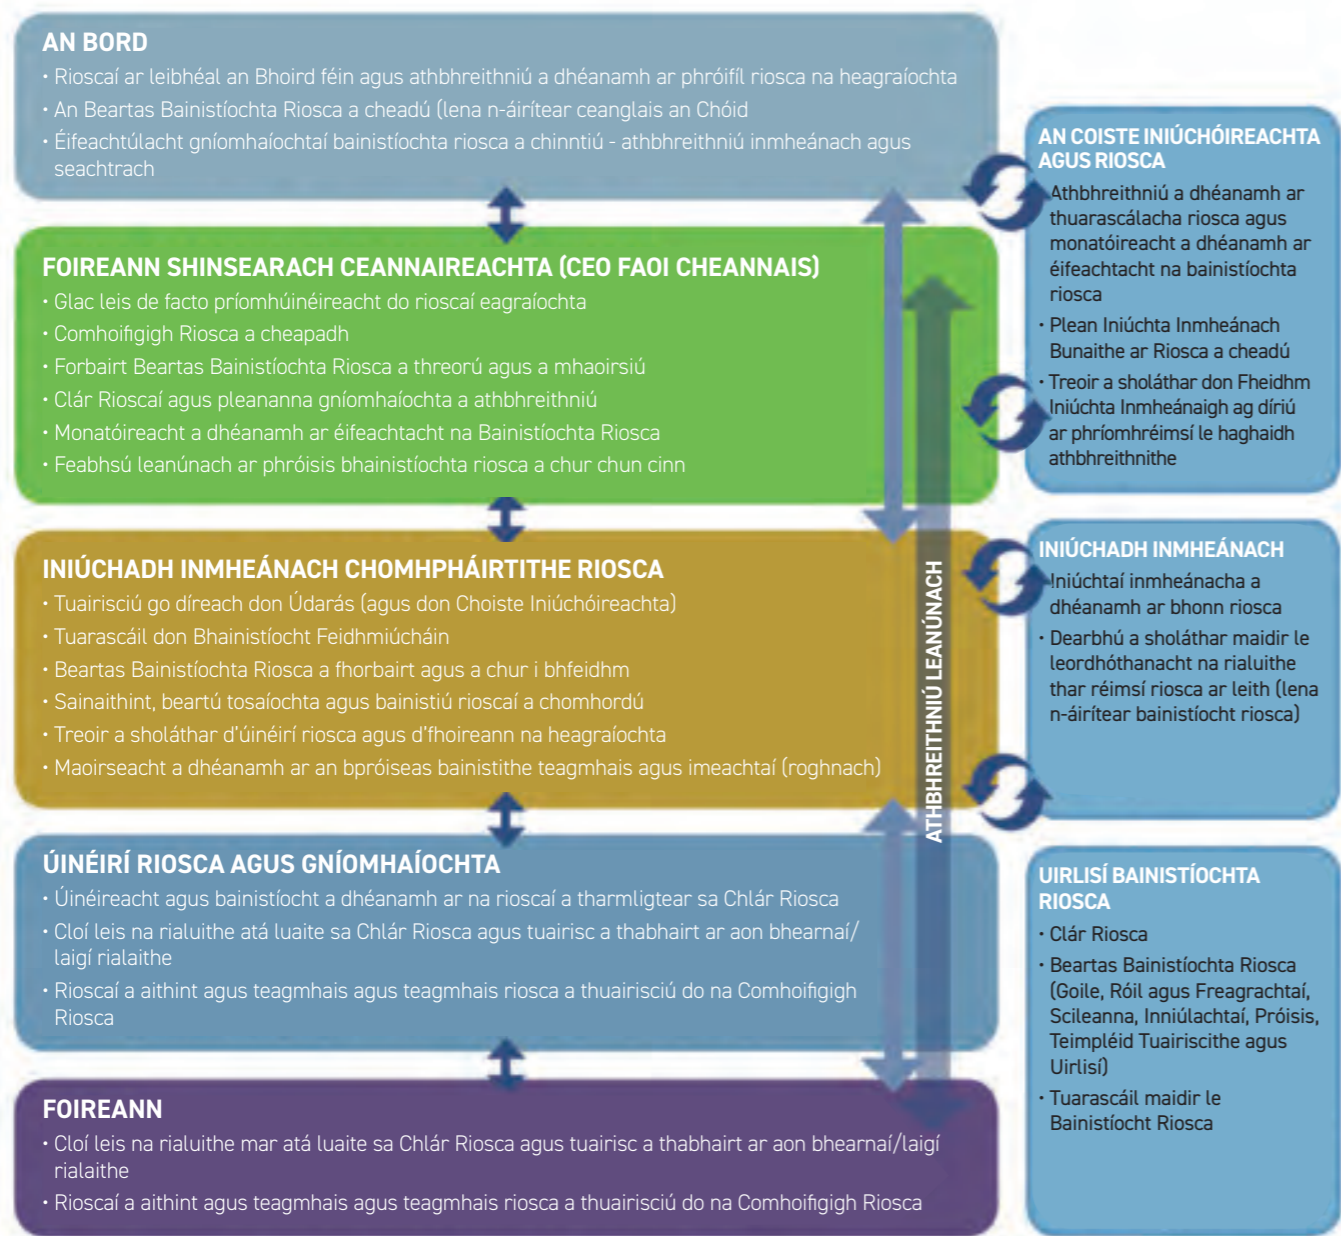 AN BORD
• Rioscaí ar leibhéal an Bhoird féin agus athbhreithniú a dhéanamh ar phróifíl riosca na heagraíochta
• An Beartas Bainistíochta Riosca a cheadú (lena n-áirítear ceanglais an Chóid
• Éifeachtúlacht gníomhaíochtaí bainistíochta riosca a chinntiú - athbhreithniú inmheánach agus
seachtrach
FOIREANN SHINSEARACH CEANNAIREACHTA (CEO FAOI CHEANNAIS)
• Glac leis de facto príomhúinéireacht do rioscaí eagraíochta
• Comhoifigigh Riosca a cheapadh
• Forbairt Beartas Bainistíochta Riosca a threorú agus a mhaoirsiú
• Clár Rioscaí agus pleananna gníomhaíochta a athbhreithniú
• Monatóireacht a dhéanamh ar éifeachtacht na Bainistíochta Riosca
• Feabhsú leanúnach ar phróisis bhainistíochta riosca a chur chun cinn
INIÚCHADH INMHEÁNACH CHOMHPHÁIRTITHE RIOSCA
• Tuairisciú go díreach don Údarás (agus don Choiste Iniúchóireachta)
• Tuarascáil don Bhainistíocht Feidhmiúcháin
• Beartas Bainistíochta Riosca a fhorbairt agus a chur i bhfeidhm
• Sainaithint, beartú tosaíochta agus bainistiú rioscaí a chomhordú
• Treoir a sholáthar d'úinéirí riosca agus d'fhoireann na heagraíochta
• Maoirseacht a dhéanamh ar an bpróiseas bainistithe teagmhais agus imeachtaí (roghnach)
ÚINÉIRÍ RIOSCA AGUS GNÍOMHAÍOCHTA
• Úinéireacht agus bainistíocht a dhéanamh ar na rioscaí a tharmligtear sa Chlár Riosca
• Cloí leis na rialuithe atá luaite sa Chlár Riosca agus tuairisc a thabhairt ar aon bhearnaí/
laigí rialaithe
• Rioscaí a aithint agus teagmhais agus teagmhais riosca a thuairisciú do na Comhoifigigh
Riosca
FOIREANN
• Cloí leis na rialuithe mar atá luaite sa Chlár Riosca agus tuairisc a thabhairt ar aon bhearnaí/laigí
rialaithe
• Rioscaí a aithint agus teagmhais agus teagmhais riosca a thuairisciú do na Comhoifigigh Riosca
ATHBHREITHNIÚ LEANÚNACH
AN COISTE INIÚCHÓIREACHTA
AGUS RIOSCA
Athbhreithniú a dhéanamh ar
thuarascálacha riosca agus
monatóireacht a dhéanamh ar
éifeachtacht na bainistíochta
riosca
• Plean Iniúchta Inmheánach
Bunaithe ar Riosca a cheadú
• Treoir a sholáthar don Fheidhm
Iniúchta Inmheánaigh ag díriú
ar phríomhréimsí le haghaidh
athbhreithnithe
INIÚCHADH INMHEÁNACH
Iniúchtaí inmheánacha a
dhéanamh ar bhonn riosca
• Dearbhú a sholáthar maidir le
leordhóthanacht na rialuithe
thar réimsí riosca ar leith (lena
n-áirítear bainistíocht riosca)
UIRLISÍ BAINISTÍOCHTA
RIOSCA
• Clár Riosca
• Beartas Bainistíochta Riosca
(Goile, Róil agus Freagrachtaí,
Scileanna, Inniúlachtaí, Próisis,
Teimpléid Tuairiscithe agus
Uirlisí)
• Tuarascáil maidir le
Bainistíocht Riosca